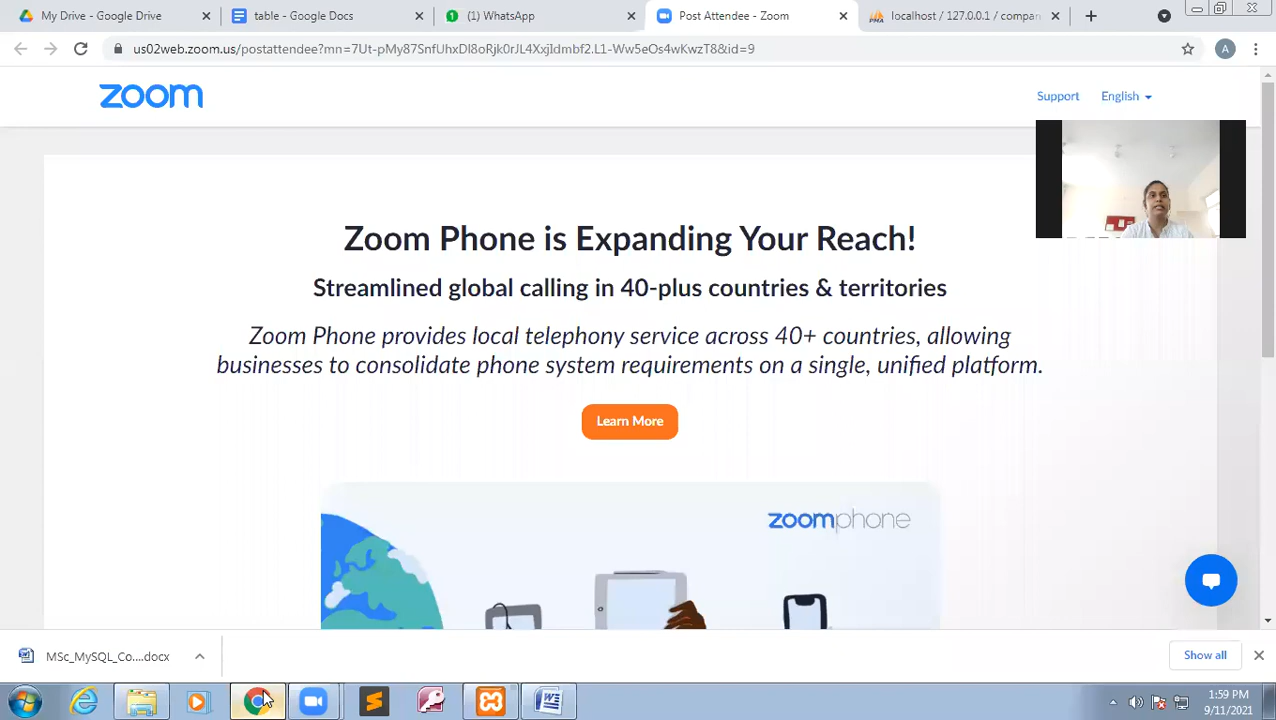 My Drive - Google Drive
table - Google Docs
1
(1) WhatsApp
Post Attendee - Zoom
localhost / 127.0.0.1 / compan
us02web.zoom.us/postattendee?mn=7Ut-pMy87SnfUhxDl8oRjk0rJL4XxjIdmbf2.L1-Ww5eOs4wKwzT8&id=9
A
zoom
Support
English
Zoom Phone is Expanding Your Reach!
Streamlined global calling in 40-plus countries & territories
Zoom Phone provides local telephony service across 40+ countries, allowing
businesses to consolidate phone system requirements on a single, unified platform.
Learn More
zoomphone
MSc_MySQL_Co....docx
Show all
1:59 PM
9/11/2021